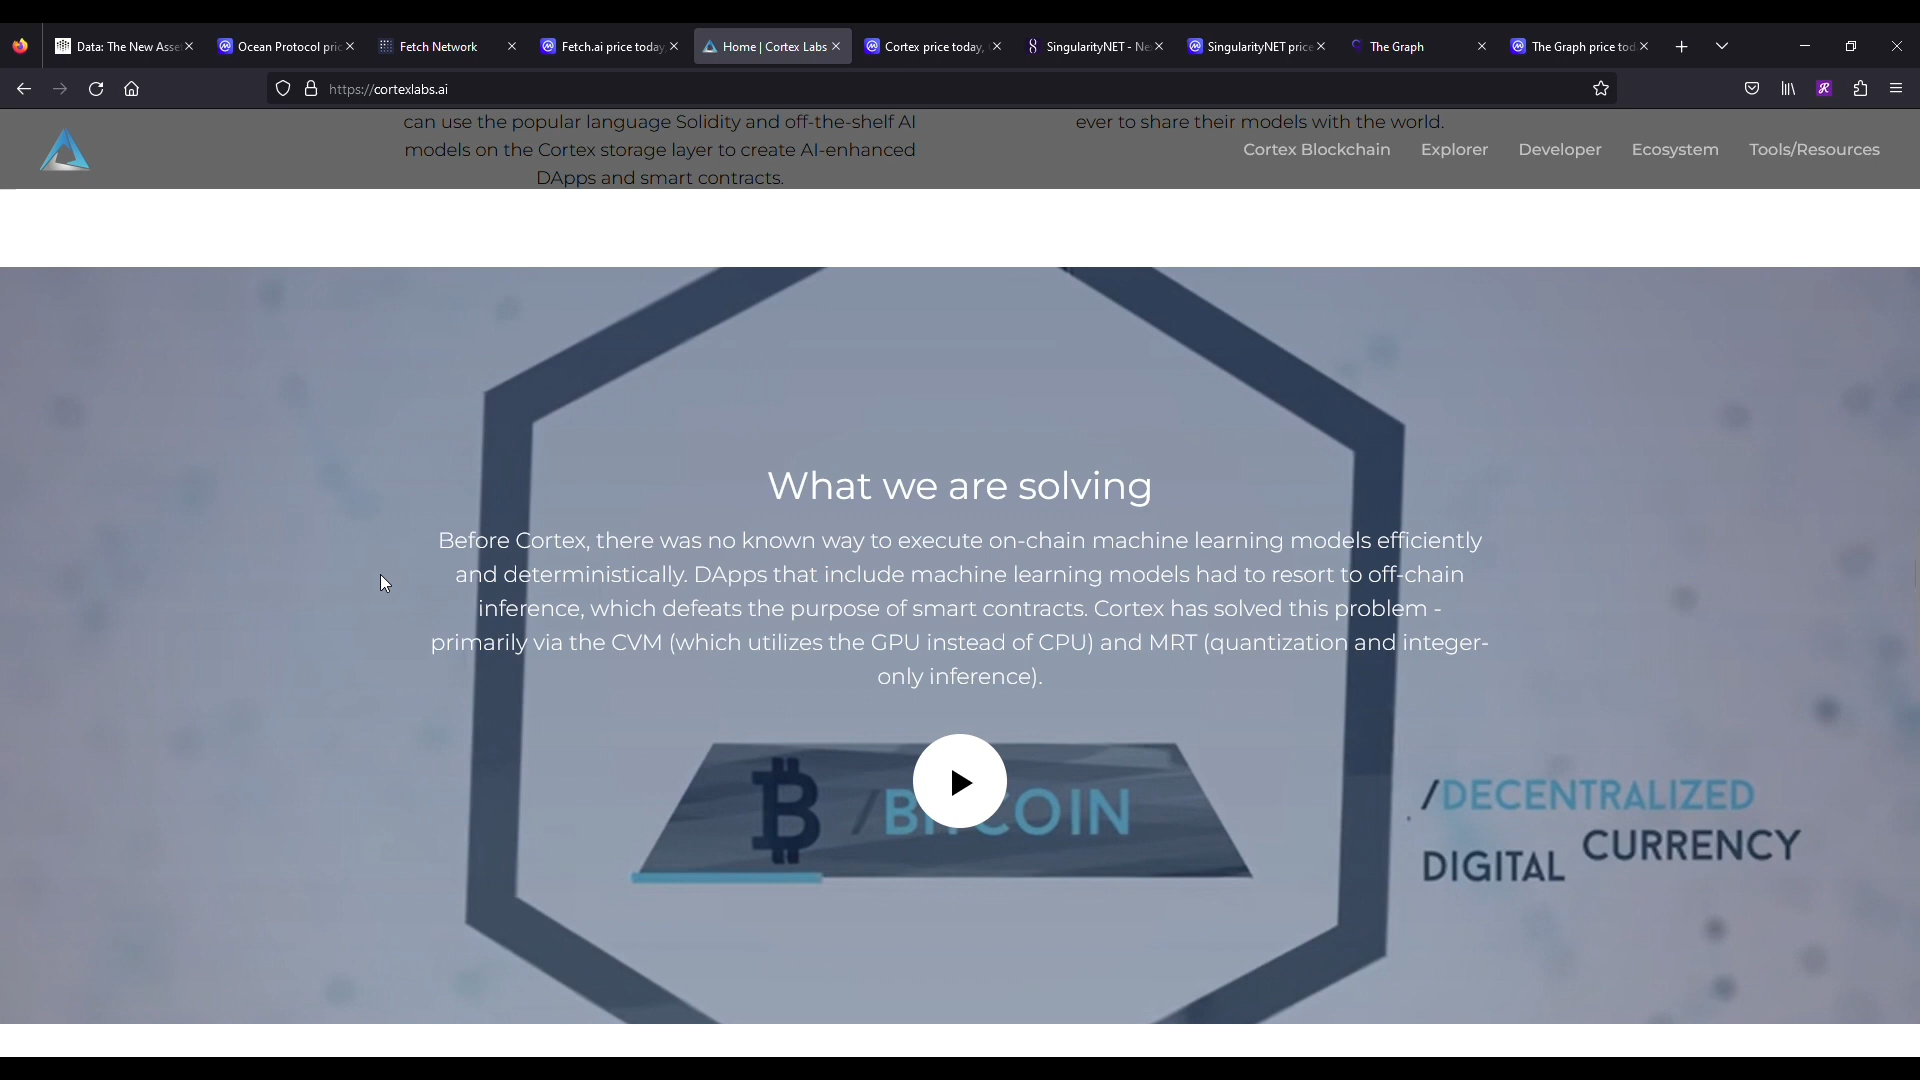 Data: The New Asse
Ocean Protocol pric
Fetch Network
Fetch.ai price today,
Home | Cortex Labs
Cortex price today,
SingularityNET - Ne
SingularityNET price
The Graph
The Graph price tod
https://cortexlabs.ai
can use the popular language Solidity and off-the-shelf AI
models on the Cortex storage layer to create AI-enhanced
DApps and smart contracts.
ever to share their models with the world.
Cortex Blockchain
Explorer
Developer
Ecosystem
Tools/Resources
What we are solving
Before Cortex, there was no known way to execute on-chain machine learning models efficiently
and deterministically. DApps that include machine learning models had to resort to off-chain
inference, which defeats the purpose of smart contracts. Cortex has solved this problem -
primarily via the CVM (which utilizes the GPU instead of CPU) and MRT (quantization and integer-
only inference).
/BITCOIN
/DECENTRALIZED
DIGITAL CURRENCY